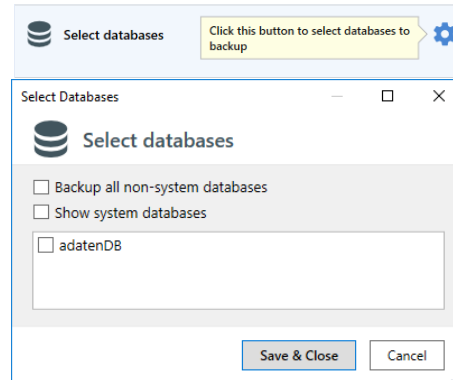 Select databases
Click this button to select databases to
backup
Select Databases
Select databases
Backup all non-system databases
Show system databases
adatenDB
Save & Close
Cancel